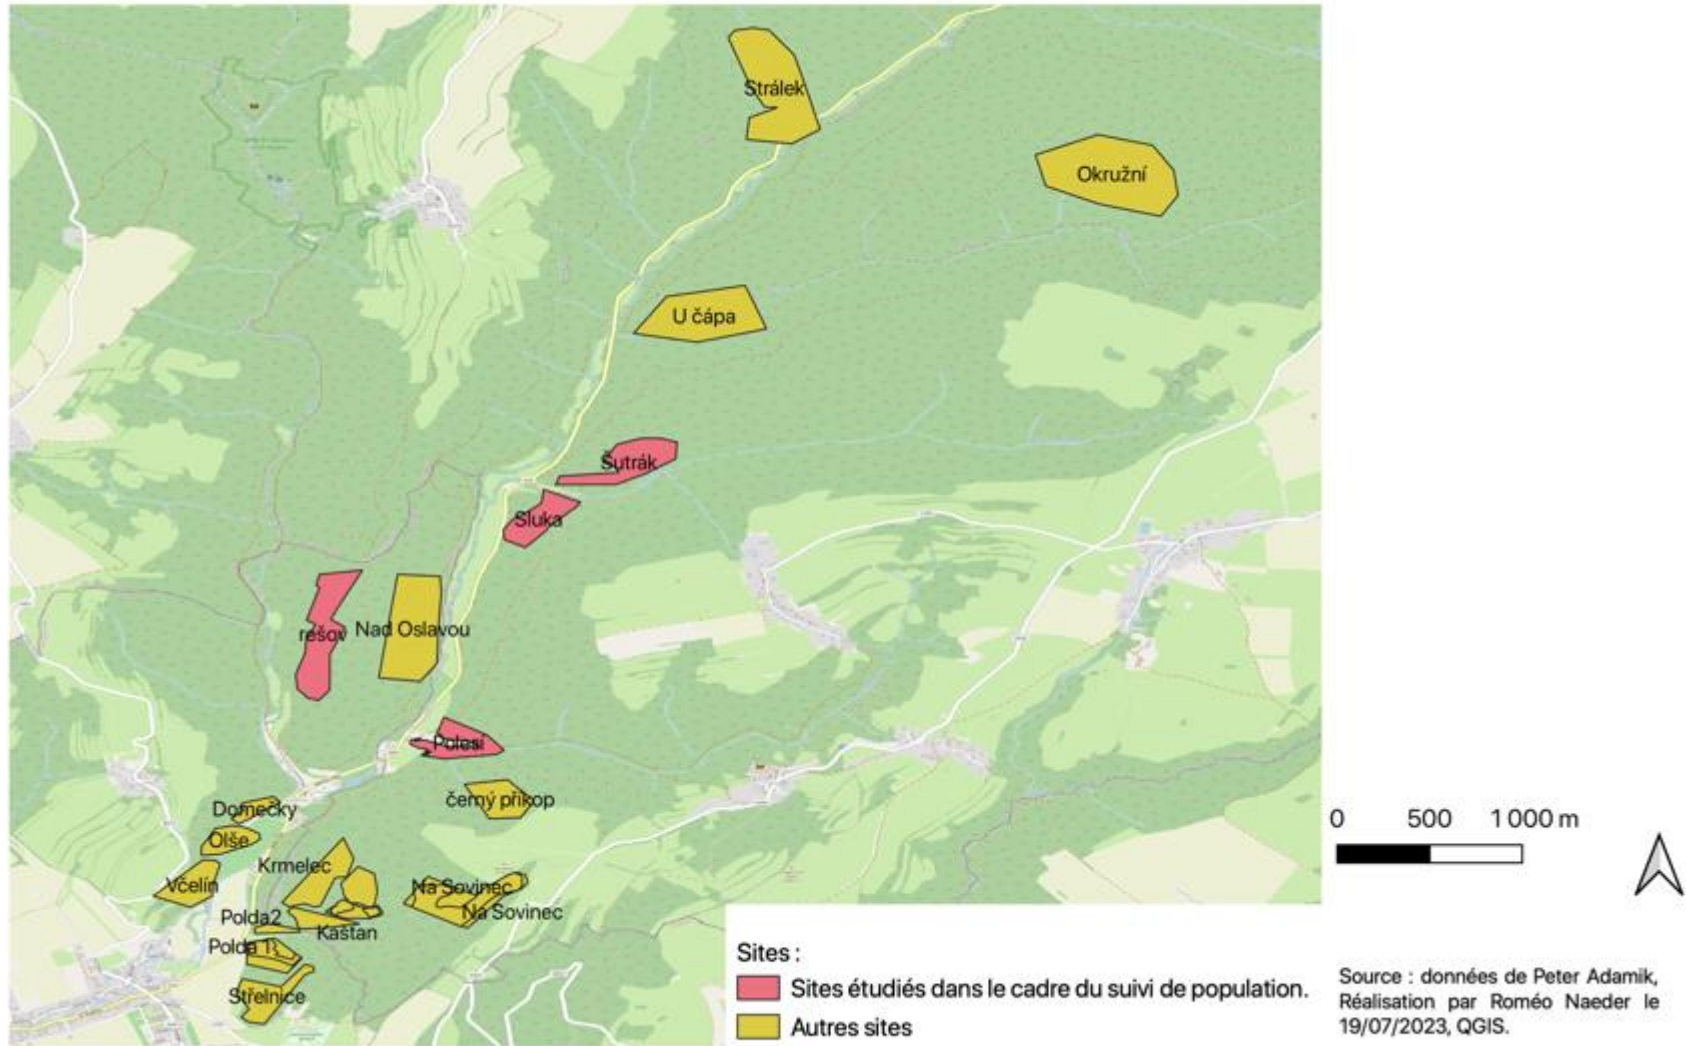 Strálek
Okružní
U čápa
Šutrák
Sluka
řešov
Nad Oslavou
Polesí
černý příkop
Domečky
Olše
Krmelec
Včelín
Na Sovinec
Na Sovinec
Polda2
Kaštan
Polda 1
Střelnice
0 500 1 000 m
Sites :
Sites étudiés dans le cadre du suivi de population.
Autres sites
Source : données de Peter Adamik,
Réalisation par Roméo Naeder le
19/07/2023, QGIS.